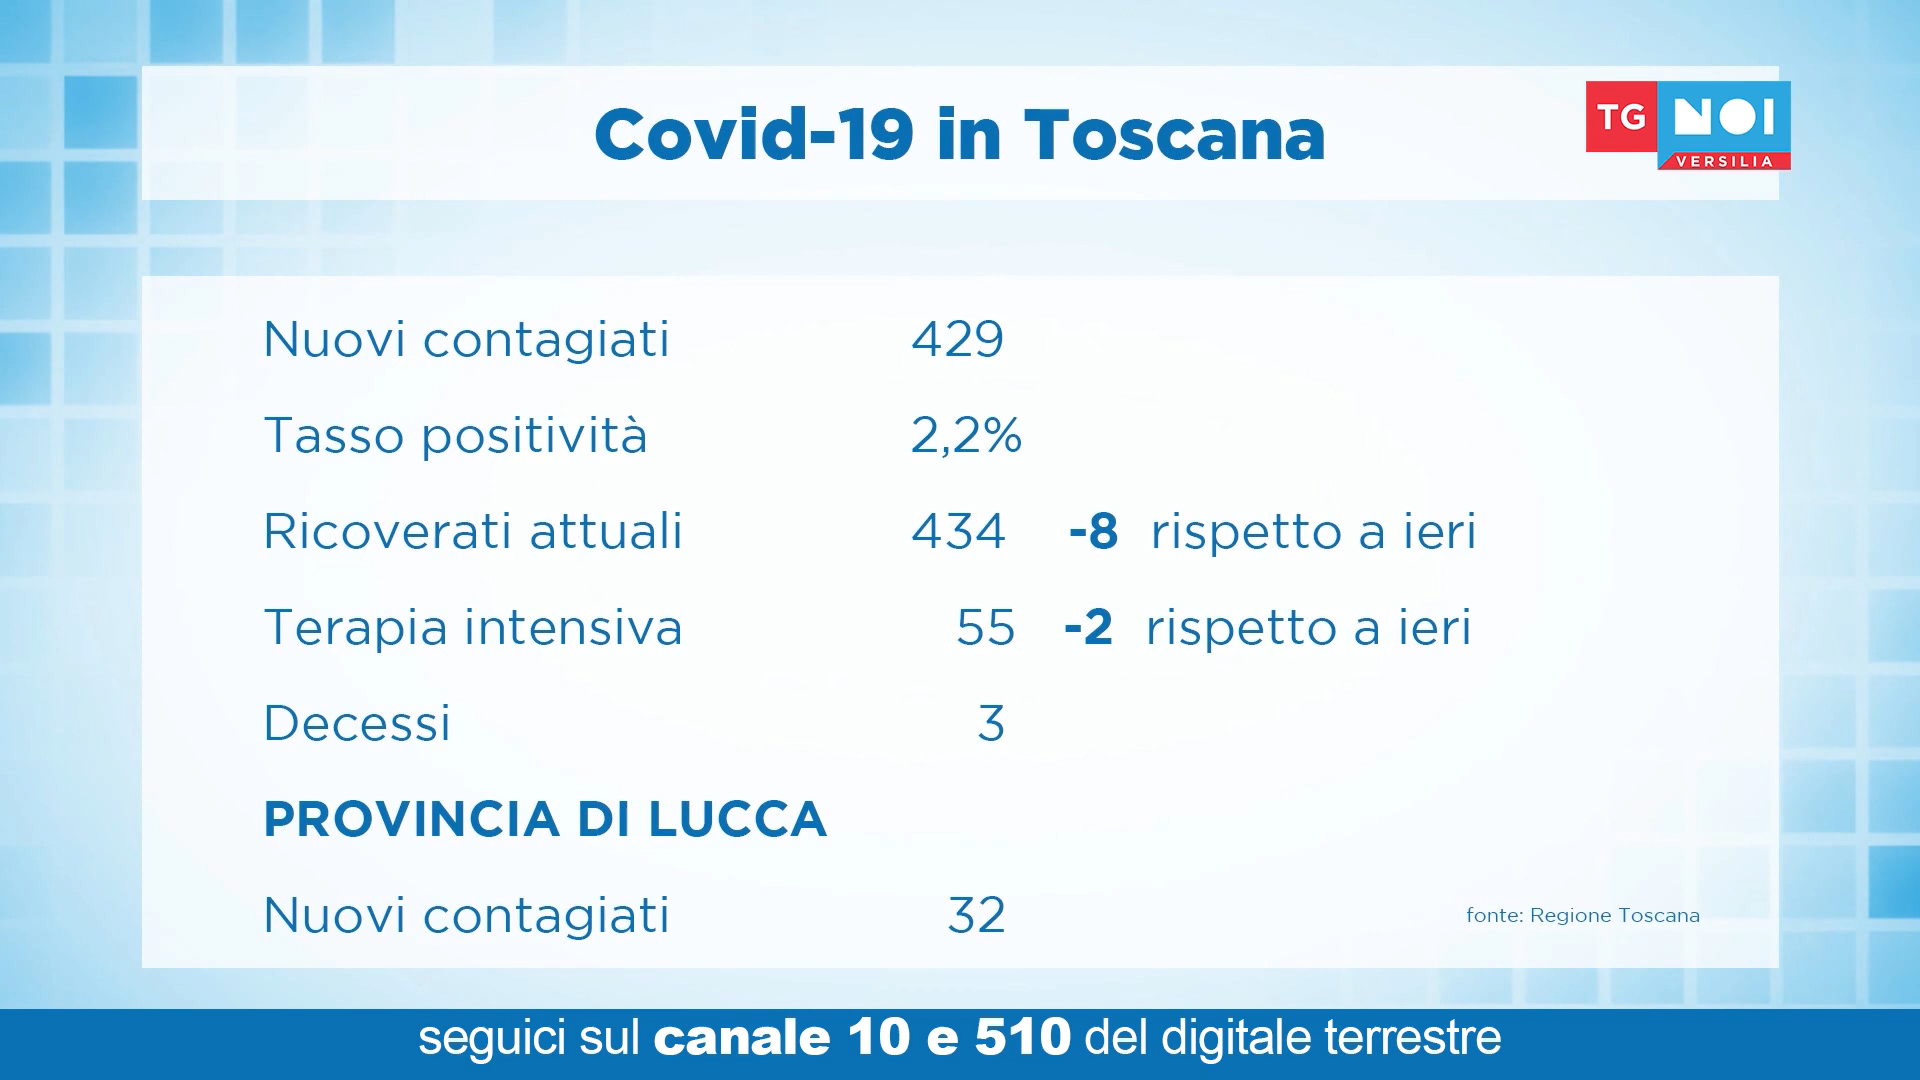 Covid-19 in Toscana
TG NOI
VERSILIA
Nuovi contagiati 429
Tasso positività 2,2%
Ricoverati attuali 434 -8 rispetto a ieri
Terapia intensiva 55 -2 rispetto a ieri
Decessi 3
PROVINCIA DI LUCCA
Nuovi contagiati 32
fonte: Regione Toscana
seguici sul canale 10 e 510 del digitale terrestre